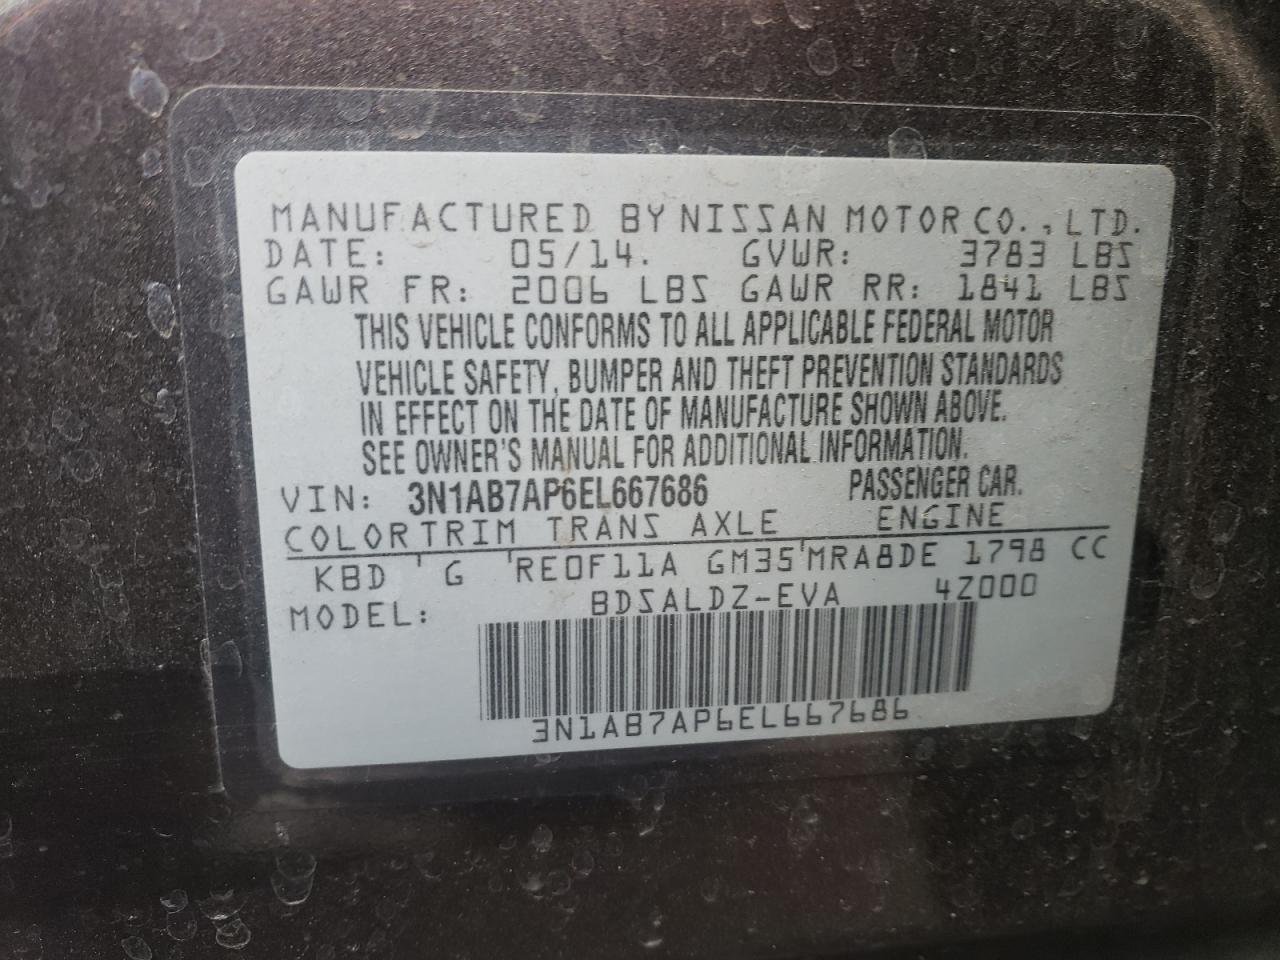 MANUFACTURED BY NISSAN MOTOR CO., LTD.
DATE: 05/14. GVWR: 3783 LBS
GAWR FR: 2006 LBS GAWR RR: 1841 LBS
THIS VEHICLE CONFORMS TO ALL APPLICABLE FEDERAL MOTOR
VEHICLE SAFETY, BUMPER AND THEFT PREVENTION STANDARDS
IN EFFECT ON THE DATE OF MANUFACTURE SHOWN ABOVE.
SEE OWNER'S MANUAL FOR ADDITIONAL INFORMATION.
VIN: 3N1AB7AP6EL667686 PASSENGER CAR.
COLOR TRIM TRANS AXLE ENGINE
KBD ' G ' RE0F11A GM35 ' MRA8DE 1798 CC
MODEL: BDSALDZ-EVA 4Z000
3N1AB7AP6EL667686